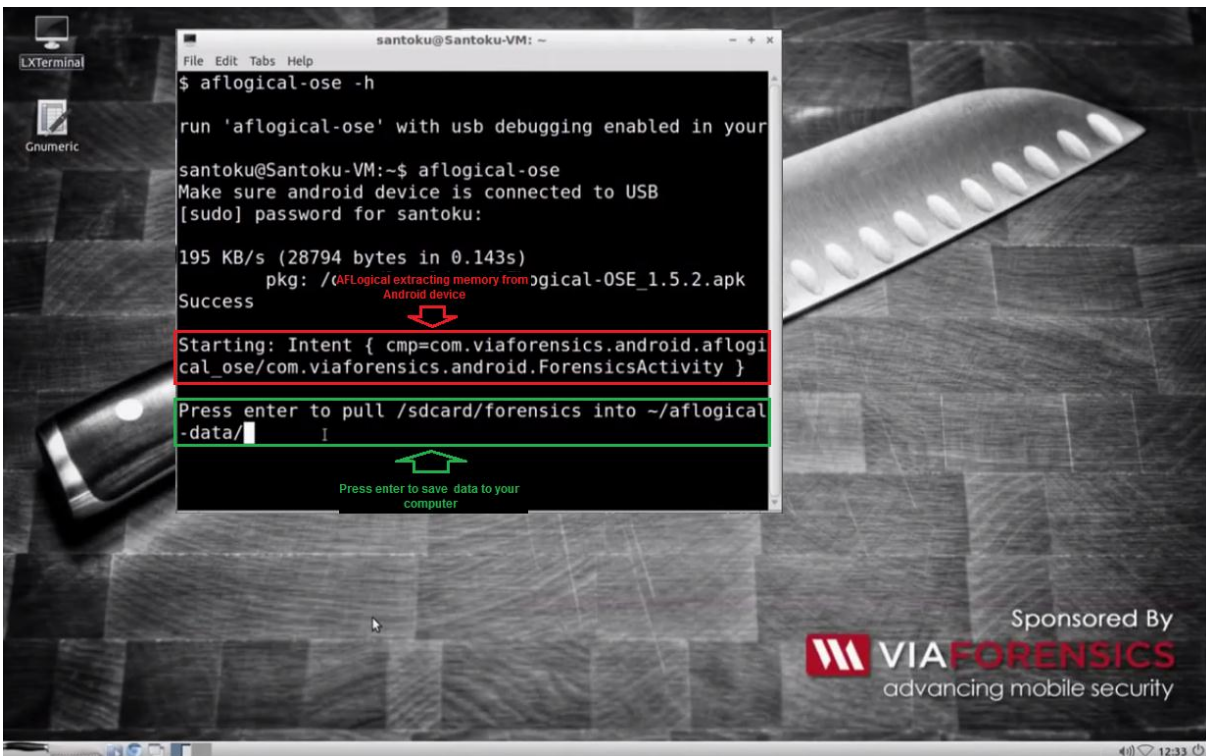 LXTerminal
Gnumeric
santoku@Santoku-VM: ~
File Edit Tabs Help
$ aflogical-ose -h
run 'aflogical-ose' with usb debugging enabled in your
santoku@Santoku-VM:~$ aflogical-ose
Make sure android device is connected to USB
[sudo] password for santoku:
195 KB/s (28794 bytes in 0.143s)
pkg: / ogical-OSE_1.5.2.apk
AFLogical extracting memory from
Android device
Success
Starting: Intent { cmp=com.viaforensics.android.aflogi
cal_ose/com.viaforensics.android.ForensicsActivity }
Press enter to pull /sdcard/forensics into ~/aflogical
-data/
Press enter to save data to your
computer
Sponsored By
VIAFORENSICS
advancing mobile security
12:33